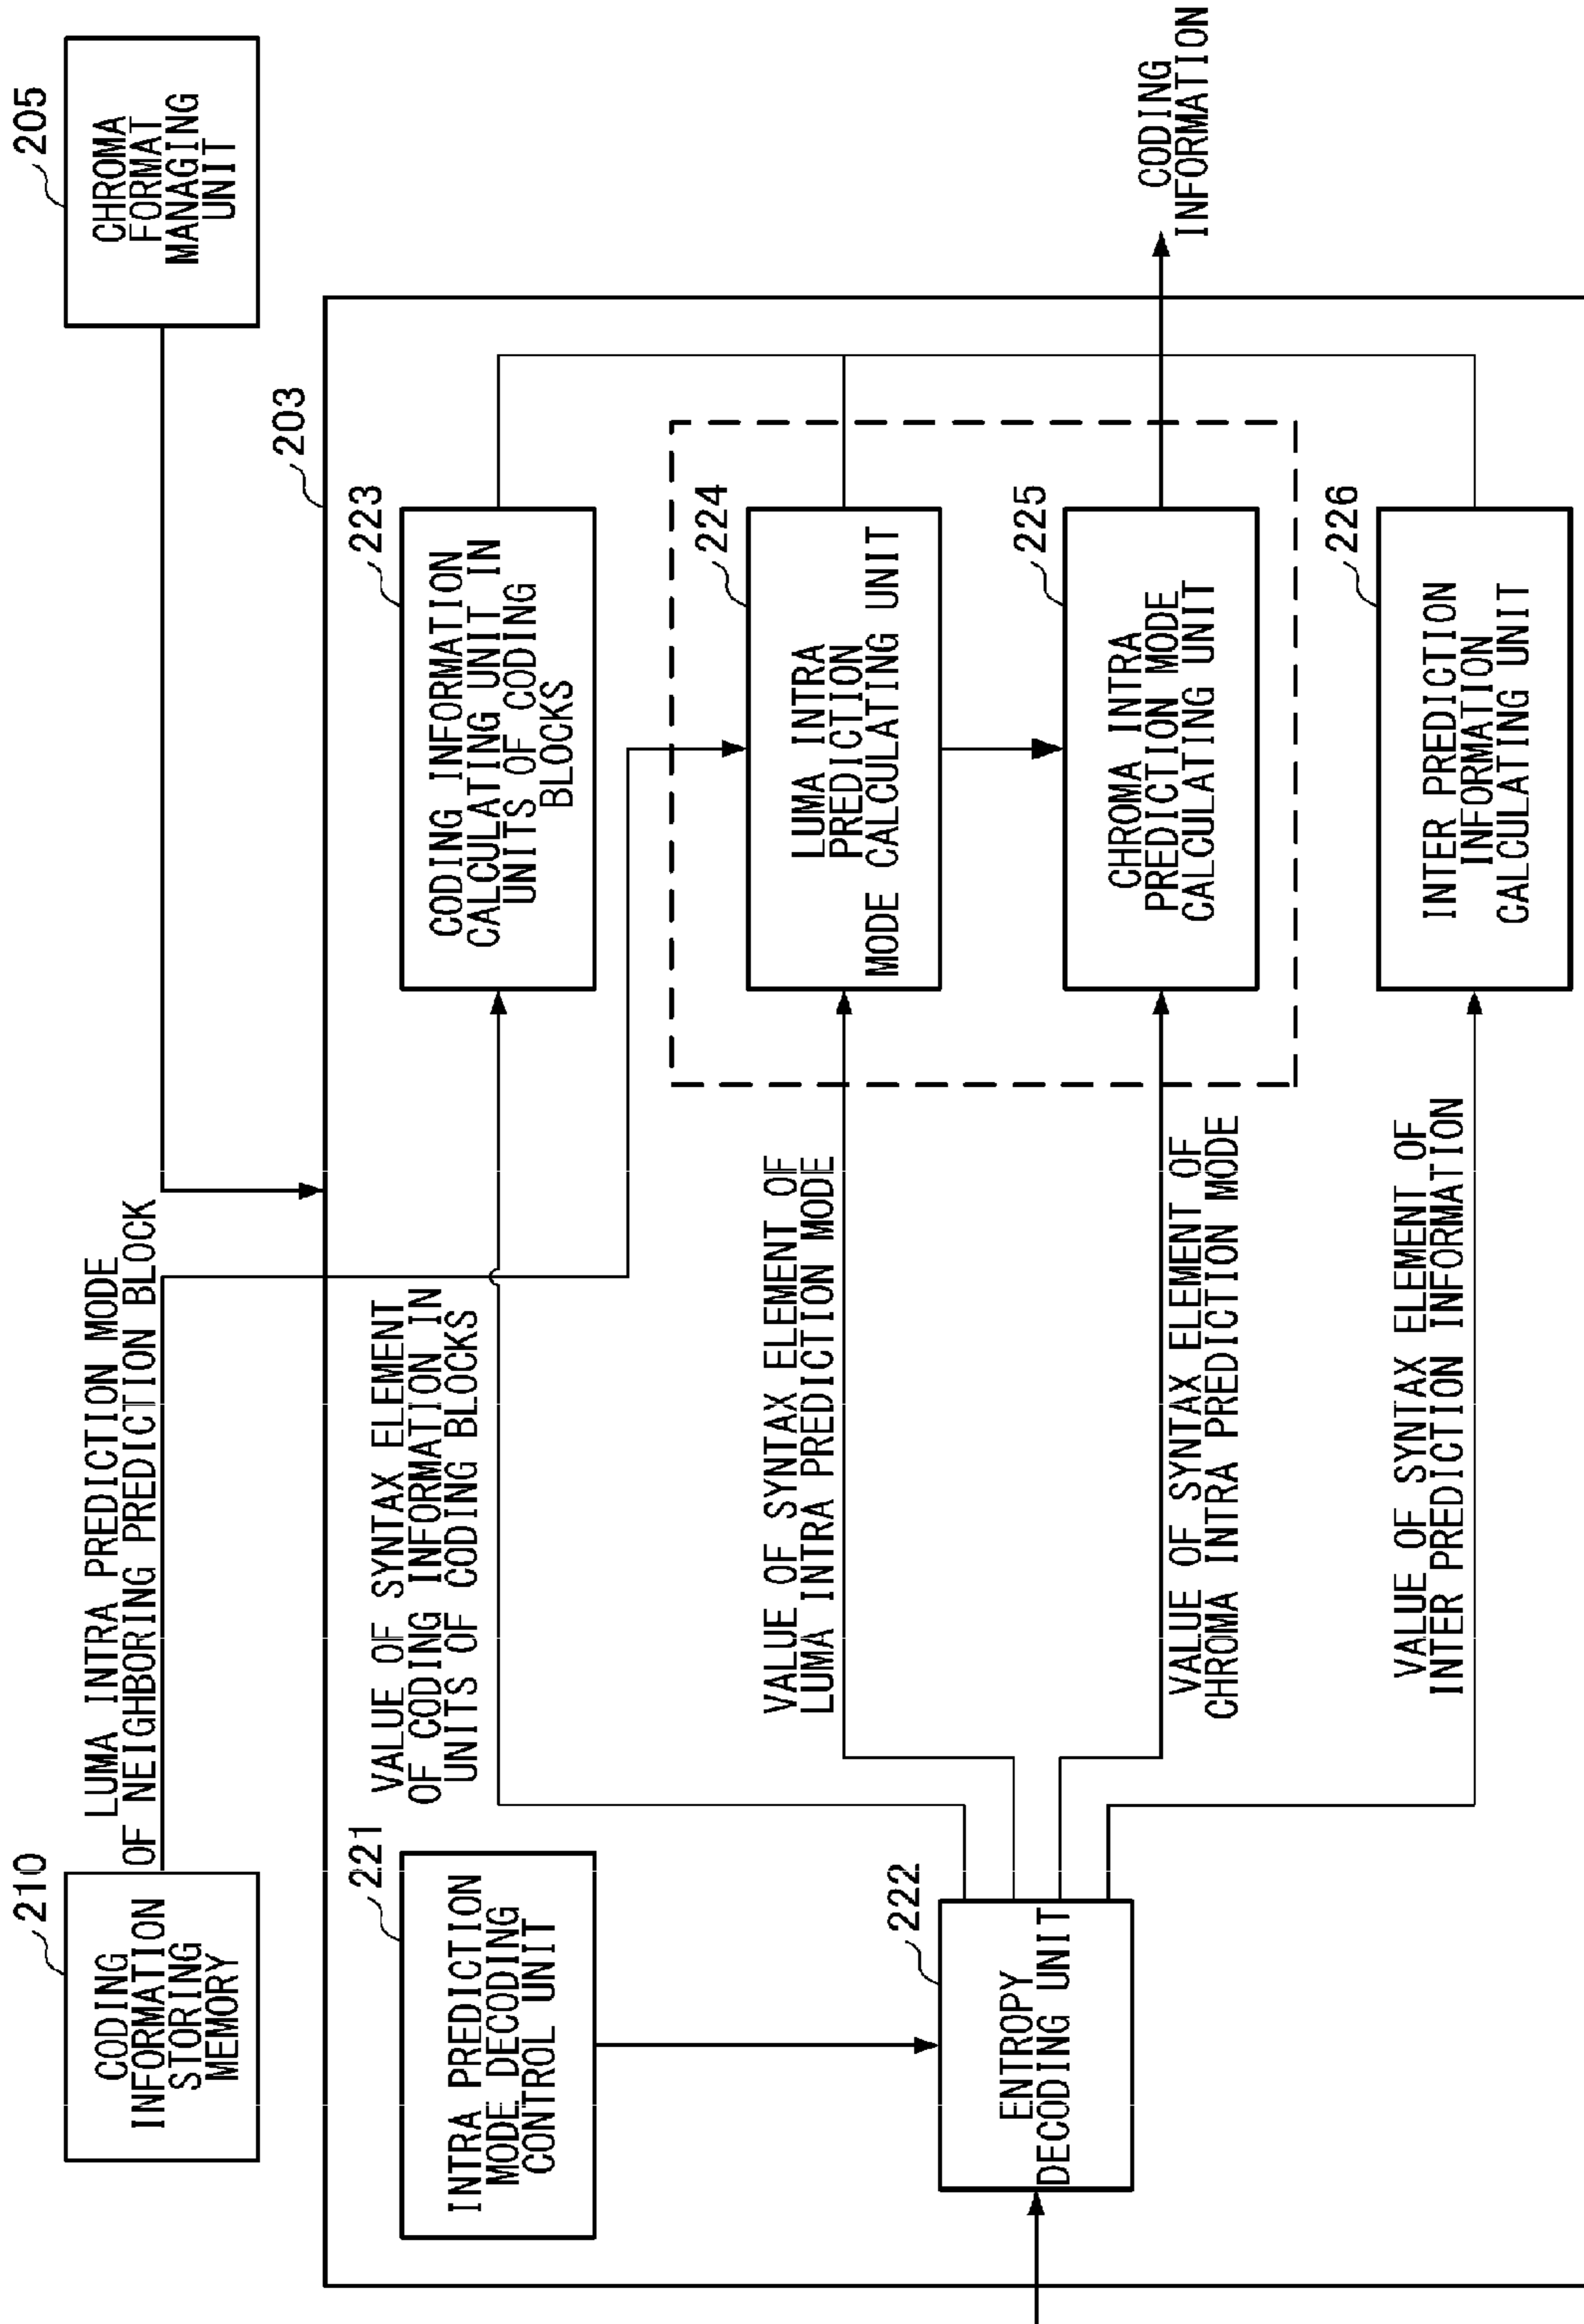 210
CODING
INFORMATION
STORING
MEMORY
LUMA INTRA PREDICTION MODE
OF NEIGHBORING PREDICTION BLOCK
205
CHROMA
FORMAT
MANAGING
UNIT
203
221
INTRA PREDICTION
MODE DECODING
CONTROL UNIT
VALUE OF SYNTAX ELEMENT
OF CODING INFORMATION IN
UNITS OF CODING BLOCKS
223
CODING INFORMATION
CALCULATING UNIT IN
UNITS OF CODING
BLOCKS
VALUE OF SYNTAX ELEMENT OF
LUMA INTRA PREDICTION MODE
224
LUMA INTRA
PREDICTION
MODE CALCULATING UNIT
222
ENTROPY
DECODING UNIT
VALUE OF SYNTAX ELEMENT OF
CHROMA INTRA PREDICTION MODE
225
CHROMA INTRA
PREDICTION MODE
CALCULATING UNIT
CODING
INFORMATION
VALUE OF SYNTAX ELEMENT OF
INTER PREDICTION INFORMATION
226
INTER PREDICTION
INFORMATION
CALCULATING UNIT